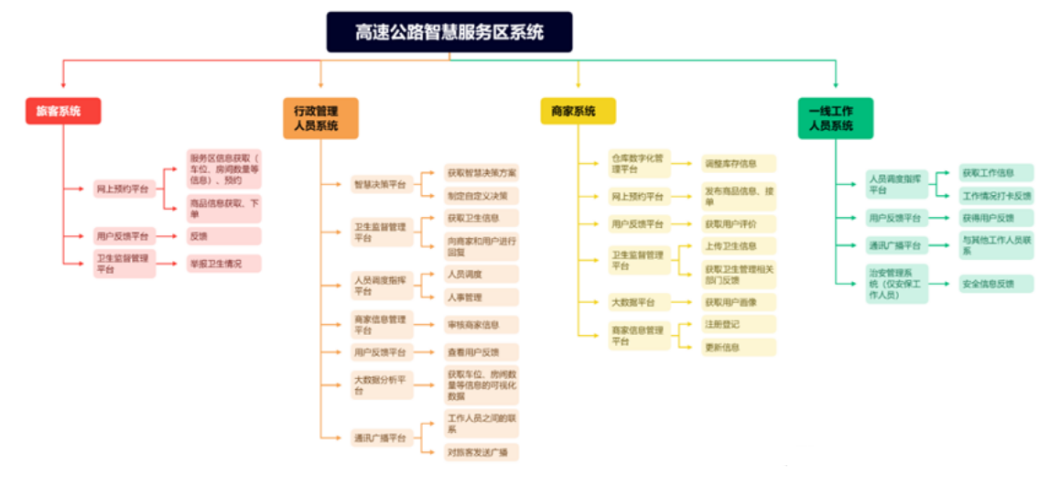 高速公路智慧服务区系统
旅客系统
网上预约平台
服务区信息获取（
车位、房间数量等
信息）、预约
商品信息获取、下
单
用户反馈平台
反馈
卫生监督管理
平台
举报卫生情况
行政管理
人员系统
智慧决策平台
获取智慧决策方案
制定自定义决策
卫生监督管理
平台
获取卫生信息
向商家和用户进行
回复
人员调度指挥
平台
人员调度
人事管理
商家信息管理
平台
审核商家信息
用户反馈平台
查看用户反馈
大数据分析平
台
获取车位、房间数
量等信息的可视化
数据
通讯广播平台
工作人员之间的联
系
对旅客发送广播
商家系统
仓库数字化管
理平台
调整库存信息
网上预约平台
发布商品信息、接
单
用户反馈平台
获取用户评价
卫生监督管理
平台
上传卫生信息
获取卫生管理相关
部门反馈
大数据平台
获取用户画像
商家信息管理
平台
注册登记
更新信息
一线工作
人员系统
人员调度指挥
平台
获取工作信息
工作情况打卡反馈
用户反馈平台
获得用户反馈
通讯广播平台
与其他工作人员联
系
治安管理系
统（仅安保工
作人员）
安全信息反馈